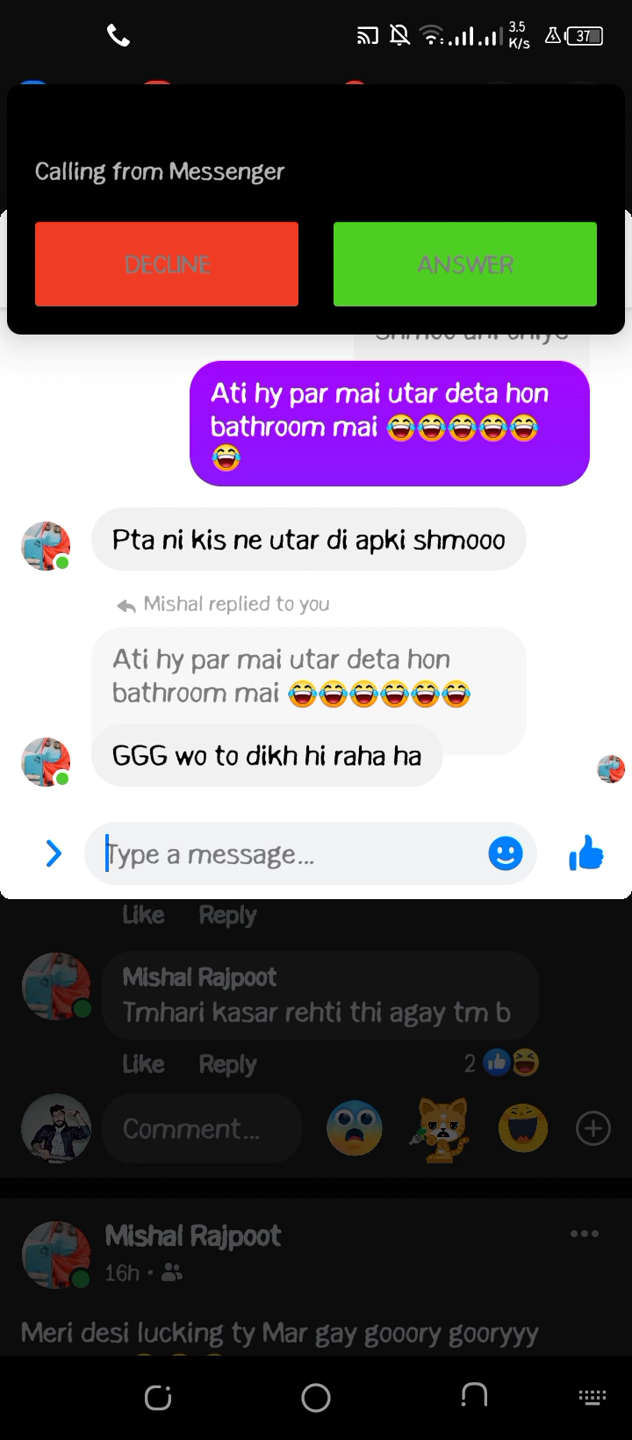 3.5
K/s
37
Calling from Messenger
DECLINE
ANSWER
Ati hy par mai utar deta hon
bathroom mai 😂😂😂😂😂
😂
Pta ni kis ne utar di apki shmooo
Mishal replied to you
Ati hy par mai utar deta hon
bathroom mai 😂😂😂😂😂😂
GGG wo to dikh hi raha ha
Type a message...
Like Reply
Mishal Rajpoot
Tmhari kasar rehti thi agay tm b
Like Reply 2
Comment...
Mishal Rajpoot
16h ·
Meri desi lucking ty Mar gay gooory gooryyy